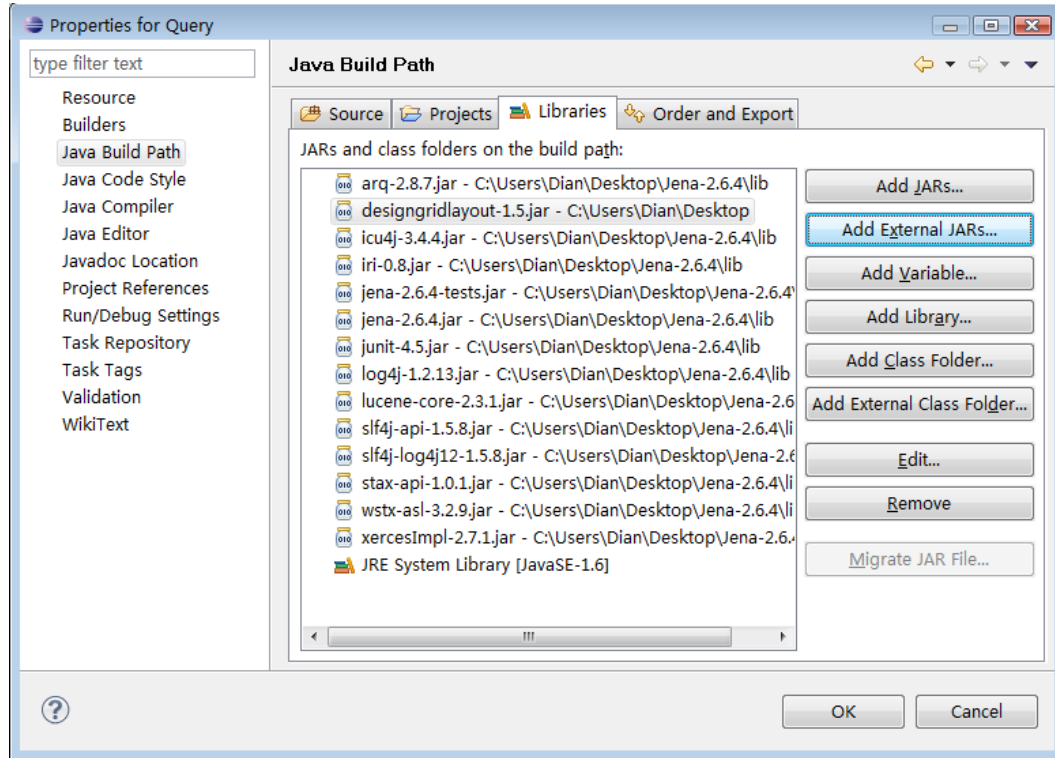 Properties for Query
type filter text
Resource
Builders
Java Build Path
Java Code Style
Java Compiler
Java Editor
Javadoc Location
Project References
Run/Debug Settings
Task Repository
Task Tags
Validation
WikiText
Java Build Path
Source Projects Libraries Order and Export
JARs and class folders on the build path:
arq-2.8.7.jar - C:\Users\Dian\Desktop\Jena-2.6.4\lib
designgridlayout-1.5.jar - C:\Users\Dian\Desktop
icu4j-3.4.4.jar - C:\Users\Dian\Desktop\Jena-2.6.4\lib
iri-0.8.jar - C:\Users\Dian\Desktop\Jena-2.6.4\lib
jena-2.6.4-tests.jar - C:\Users\Dian\Desktop\Jena-2.6.4\
jena-2.6.4.jar - C:\Users\Dian\Desktop\Jena-2.6.4\lib
junit-4.5.jar - C:\Users\Dian\Desktop\Jena-2.6.4\lib
log4j-1.2.13.jar - C:\Users\Dian\Desktop\Jena-2.6.4\lib
lucene-core-2.3.1.jar - C:\Users\Dian\Desktop\Jena-2.6
slf4j-api-1.5.8.jar - C:\Users\Dian\Desktop\Jena-2.6.4\li
slf4j-log4j12-1.5.8.jar - C:\Users\Dian\Desktop\Jena-2.6
stax-api-1.0.1.jar - C:\Users\Dian\Desktop\Jena-2.6.4\li
wstx-asl-3.2.9.jar - C:\Users\Dian\Desktop\Jena-2.6.4\li
xercesImpl-2.7.1.jar - C:\Users\Dian\Desktop\Jena-2.6.
JRE System Library [JavaSE-1.6]
Add JARs...
Add External JARs...
Add Variable...
Add Library...
Add Class Folder...
Add External Class Folder...
Edit...
Remove
Migrate JAR File...
OK Cancel